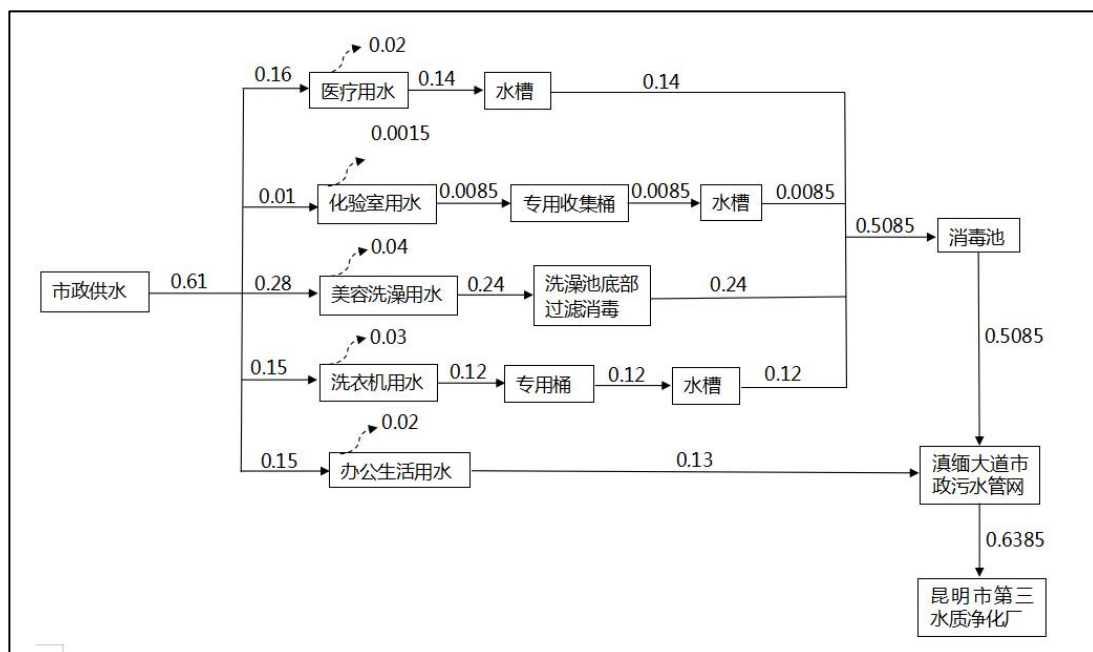 0.02
0.16
医疗用水
0.14
水槽
0.14
0.0015
0.01
化验室用水
0.0085
专用收集桶
0.0085
水槽
0.0085
0.5085
消毒池
0.04
市政供水
0.61
0.28
美容洗澡用水
0.24
洗澡池底部
过滤消毒
0.24
0.5085
0.03
0.15
洗衣机用水
0.12
专用桶
0.12
水槽
0.12
0.02
0.15
办公生活用水
0.13
滇缅大道市
政污水管网
0.6385
昆明市第三
水质净化厂